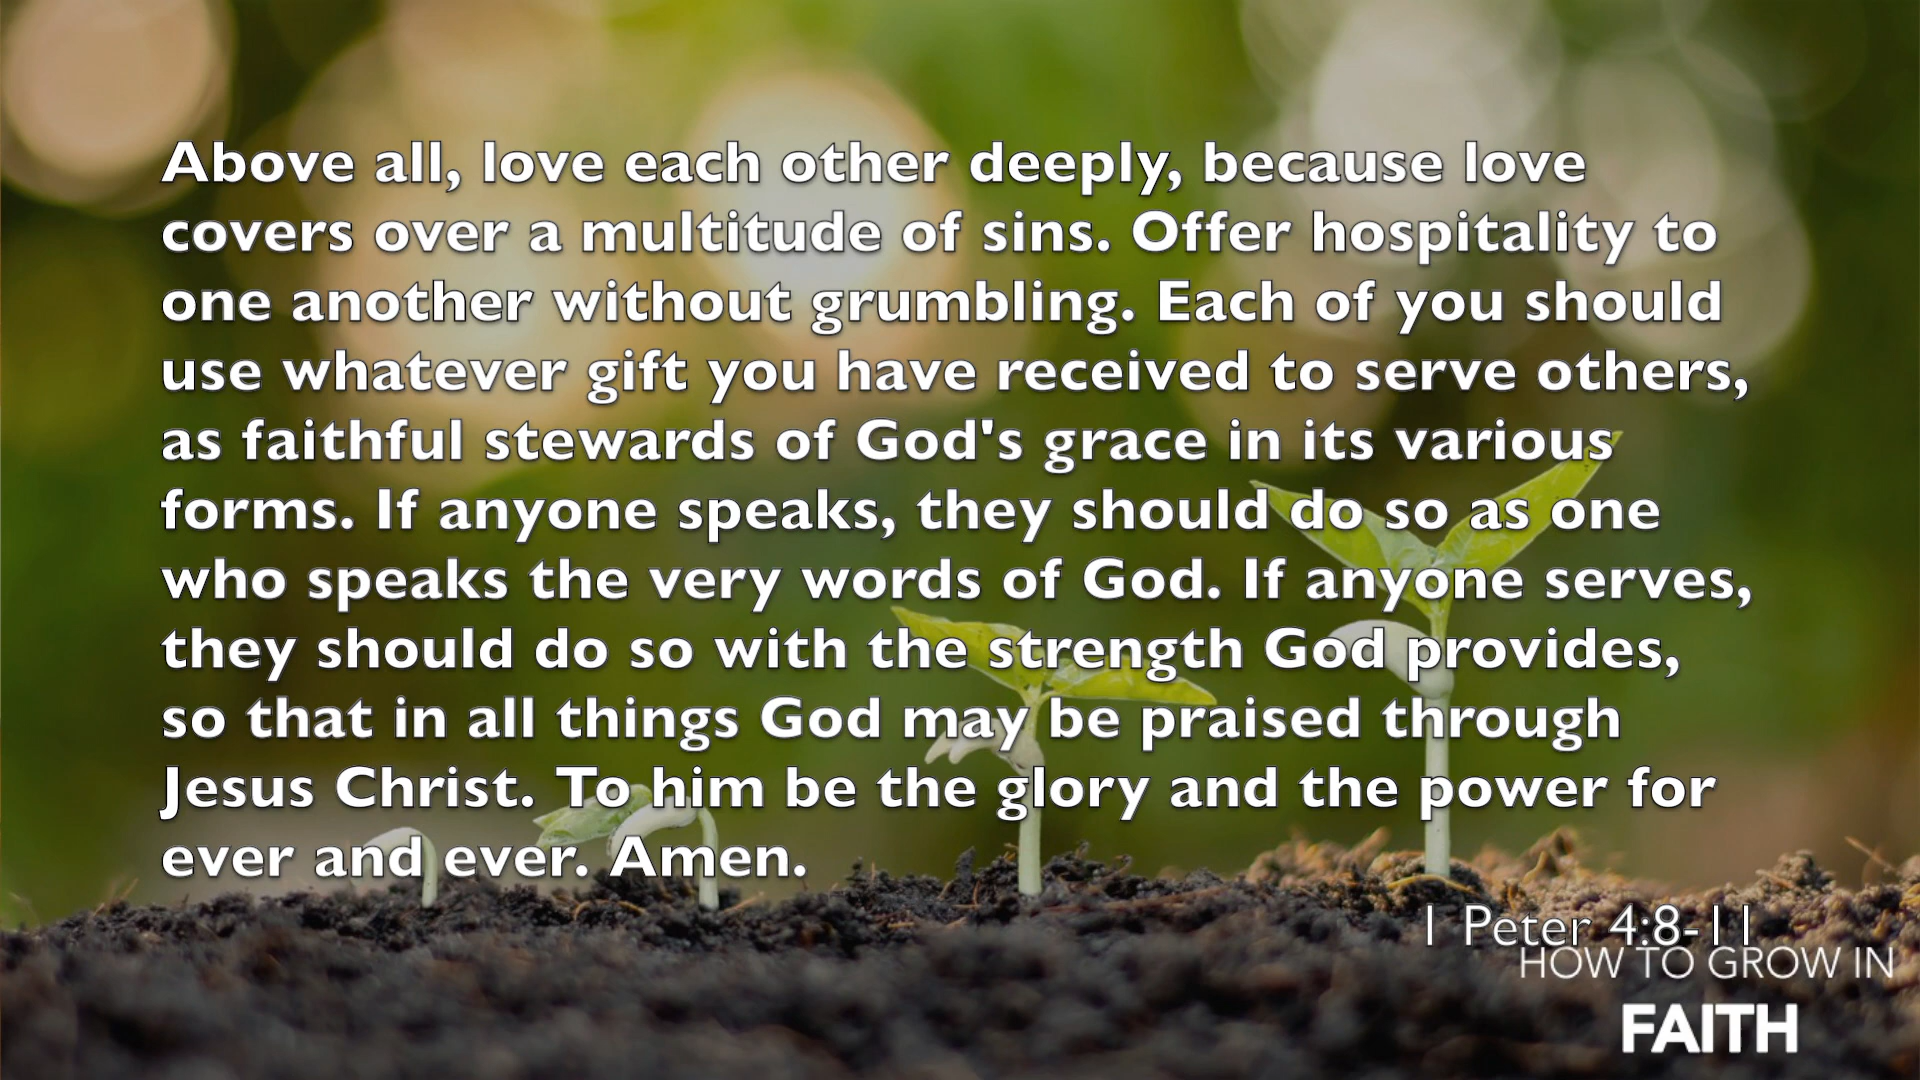 Above all, love each other deeply, because love
covers over a multitude of sins. Offer hospitality to
one another without grumbling. Each of you should
use whatever gift you have received to serve others,
as faithful stewards of God's grace in its various
forms. If anyone speaks, they should do so as one
who speaks the very words of God. If anyone serves,
they should do so with the strength God provides,
so that in all things God may be praised through
Jesus Christ. To him be the glory and the power for
ever and ever. Amen.
1 Peter 4:8-11
HOW TO GROW IN
FAITH